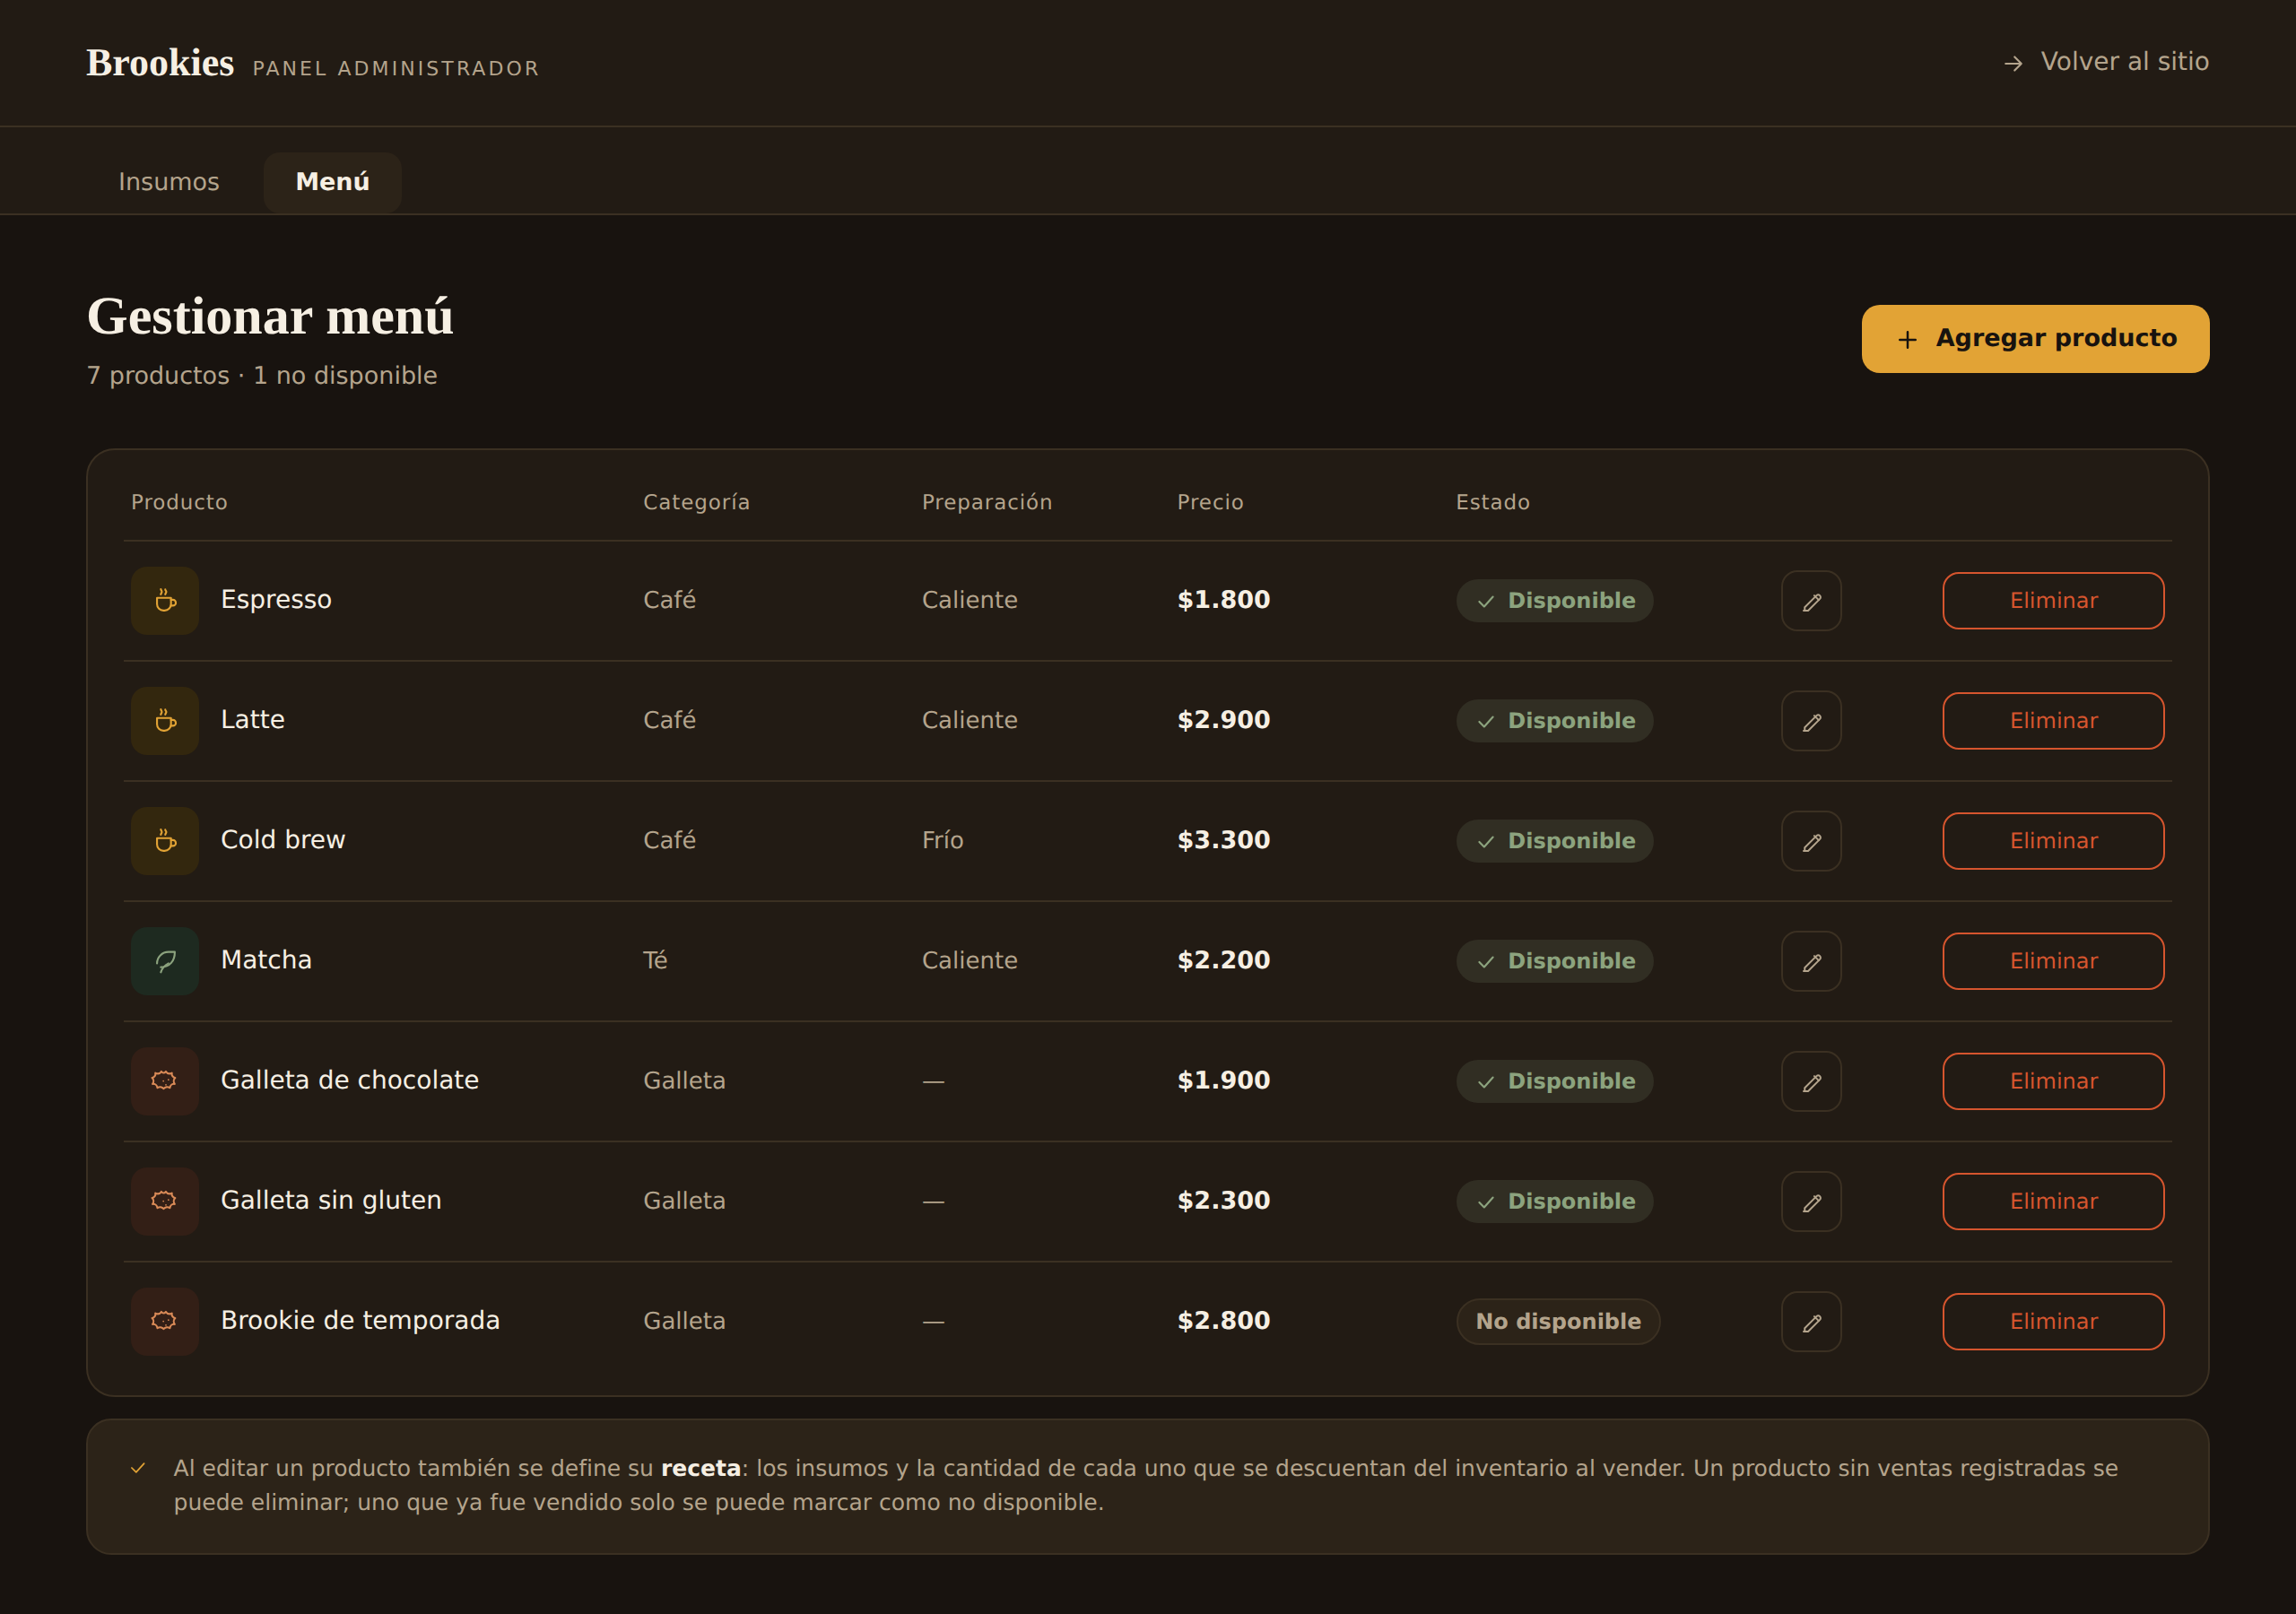 Brookies PANEL ADMINISTRADOR
→ Volver al sitio
Insumos Menú
Gestionar menú
7 productos · 1 no disponible
+ Agregar producto
Producto Categoría Preparación Precio Estado
Espresso Café Caliente $1.800 Disponible Eliminar
Latte Café Caliente $2.900 Disponible Eliminar
Cold brew Café Frío $3.300 Disponible Eliminar
Matcha Té Caliente $2.200 Disponible Eliminar
Galleta de chocolate Galleta — $1.900 Disponible Eliminar
Galleta sin gluten Galleta — $2.300 Disponible Eliminar
Brookie de temporada Galleta — $2.800 No disponible Eliminar
Al editar un producto también se define su receta: los insumos y la cantidad de cada uno que se descuentan del inventario al vender. Un producto sin ventas registradas se
puede eliminar; uno que ya fue vendido solo se puede marcar como no disponible.